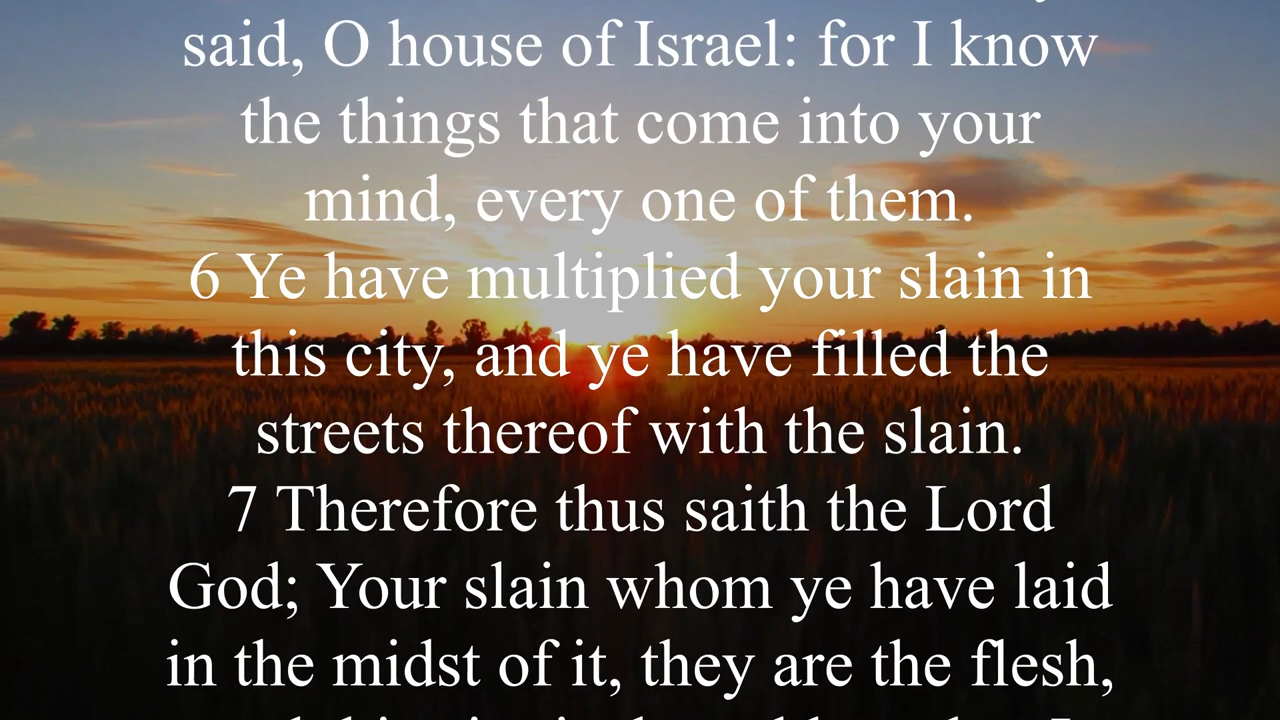 said, O house of Israel: for I know
the things that come into your
mind, every one of them.
6 Ye have multiplied your slain in
this city, and ye have filled the
streets thereof with the slain.
7 Therefore thus saith the Lord
God; Your slain whom ye have laid
in the midst of it, they are the flesh,